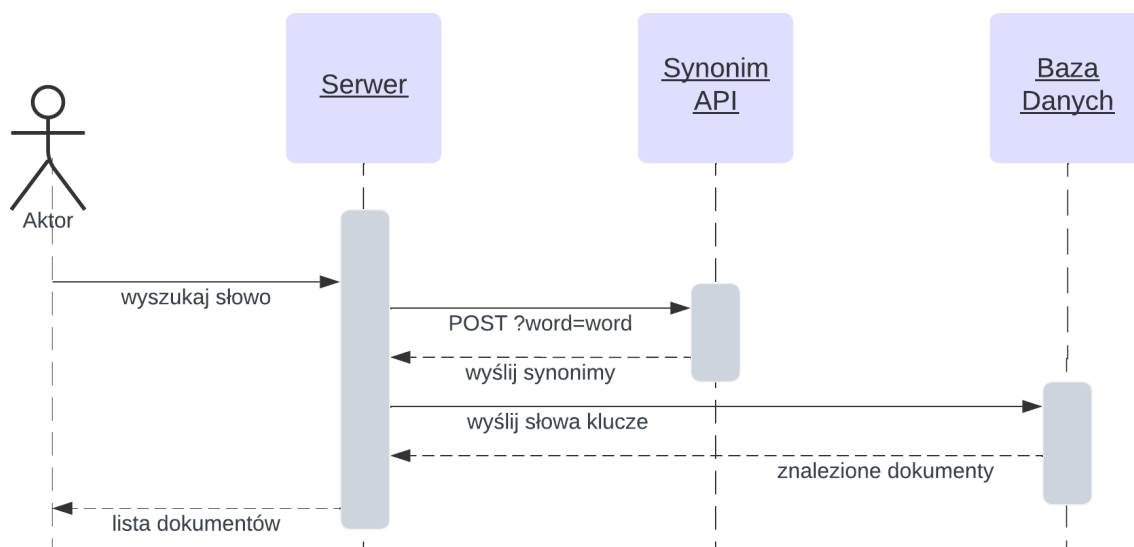 Serwer
Synonim
API
Baza
Danych
Aktor
wyszukaj słowo
POST ?word=word
wyślij synonimy
wyślij słowa klucze
znalezione dokumenty
lista dokumentów